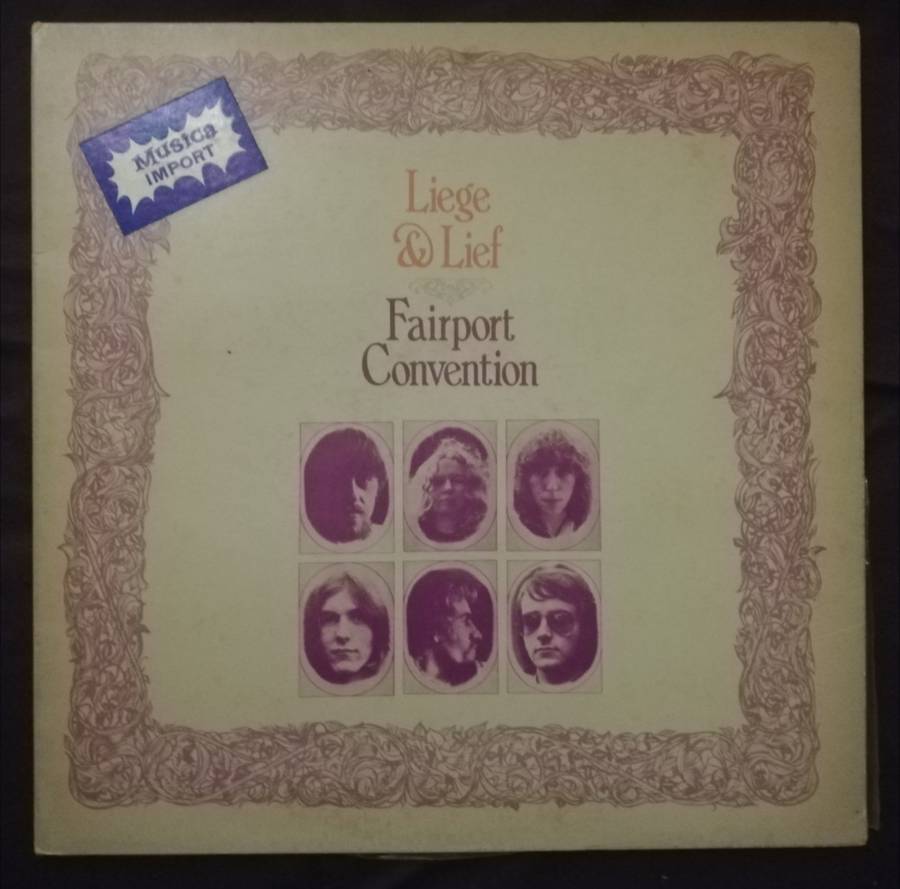 Musica
IMPORT
Liege
& Lief
Fairport
Convention